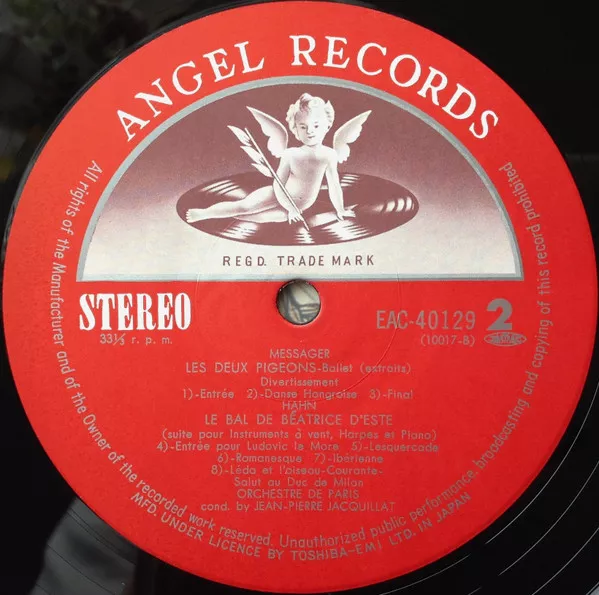 ANGEL RECORDS
REGD. TRADE MARK
STEREO
33⅓ r. p. m.
EAC-40129 2
(10017-B)
MESSAGER
LES DEUX PIGEONS-Ballet (extraits)
Divertissement
1)-Entrée 2)-Danse Hongroise 3)-Final
HAHN
LE BAL DE BÉATRICE D'ESTE
(suite pour Instruments à vent, Harpes et Piano)
4)-Entrée pour Ludovic le More 5)-Lesquercade
6)-Romanesque 7)-Ibérienne
8)-Léda et l'oiseau-Courante-
Salut au Duc de Milan
ORCHESTRE DE PARIS
cond. by JEAN-PIERRE JACQUILLAT
All rights of the Manufacturer and of the Owner of the recorded work reserved. Unauthorized public performance, broadcasting and copying of this record prohibited
MFD. UNDER LICENCE BY TOSHIBA-EMI LTD. IN JAPAN